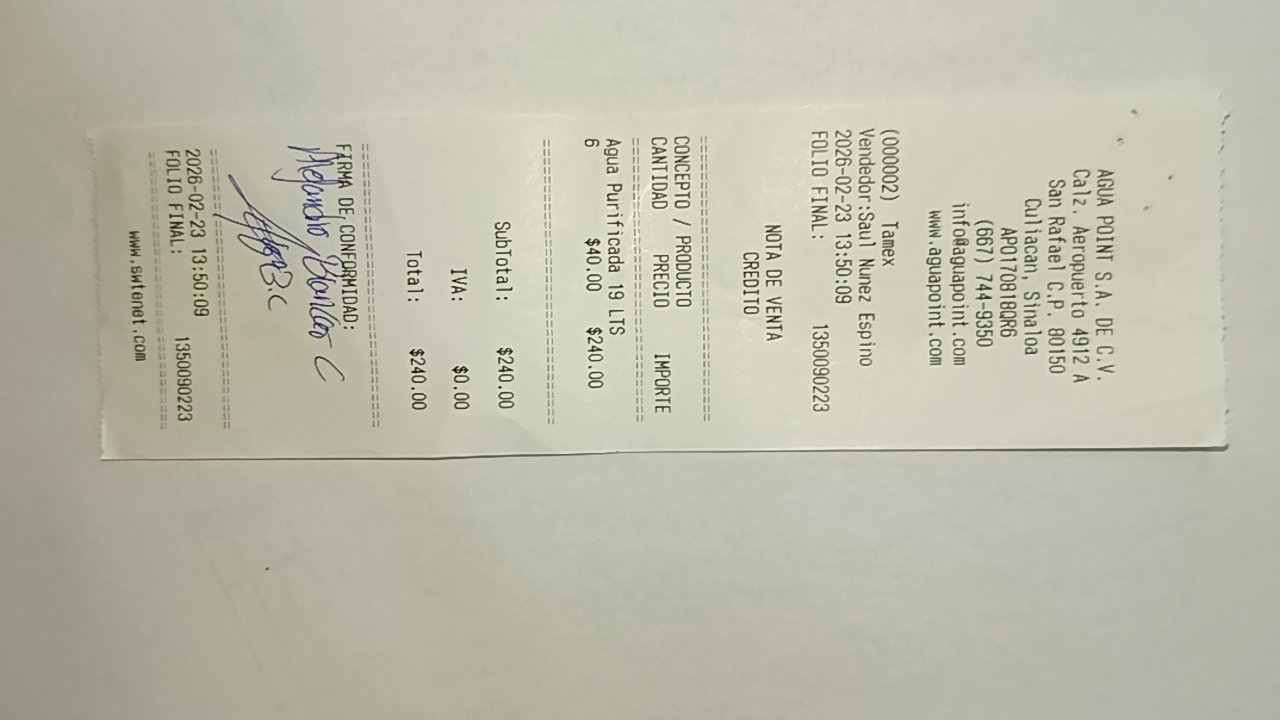 AGUA POINT S.A. DE C.V.
Calz. Aeropuerto 4912 A
San Rafael C.P. 80150
Culiacan, Sinaloa
APO170818QR6
(667) 744-9350
info@aguapoint.com
www.aguapoint.com
(000002) Tamex
Vendedor:Saul Nunez Espino
2026-02-23 13:50:09
FOLIO FINAL: 1350090223
NOTA DE VENTA
CREDITO
CONCEPTO / PRODUCTO
CANTIDAD PRECIO IMPORTE
Agua Purificada 19 LTS
6 $40.00 $240.00
SubTotal: $240.00
IVA: $0.00
Total: $240.00
FIRMA DE CONFORMIDAD:
Alejandro C
2026-02-23 13:50:09
FOLIO FINAL: 1350090223
www.swtenet.com